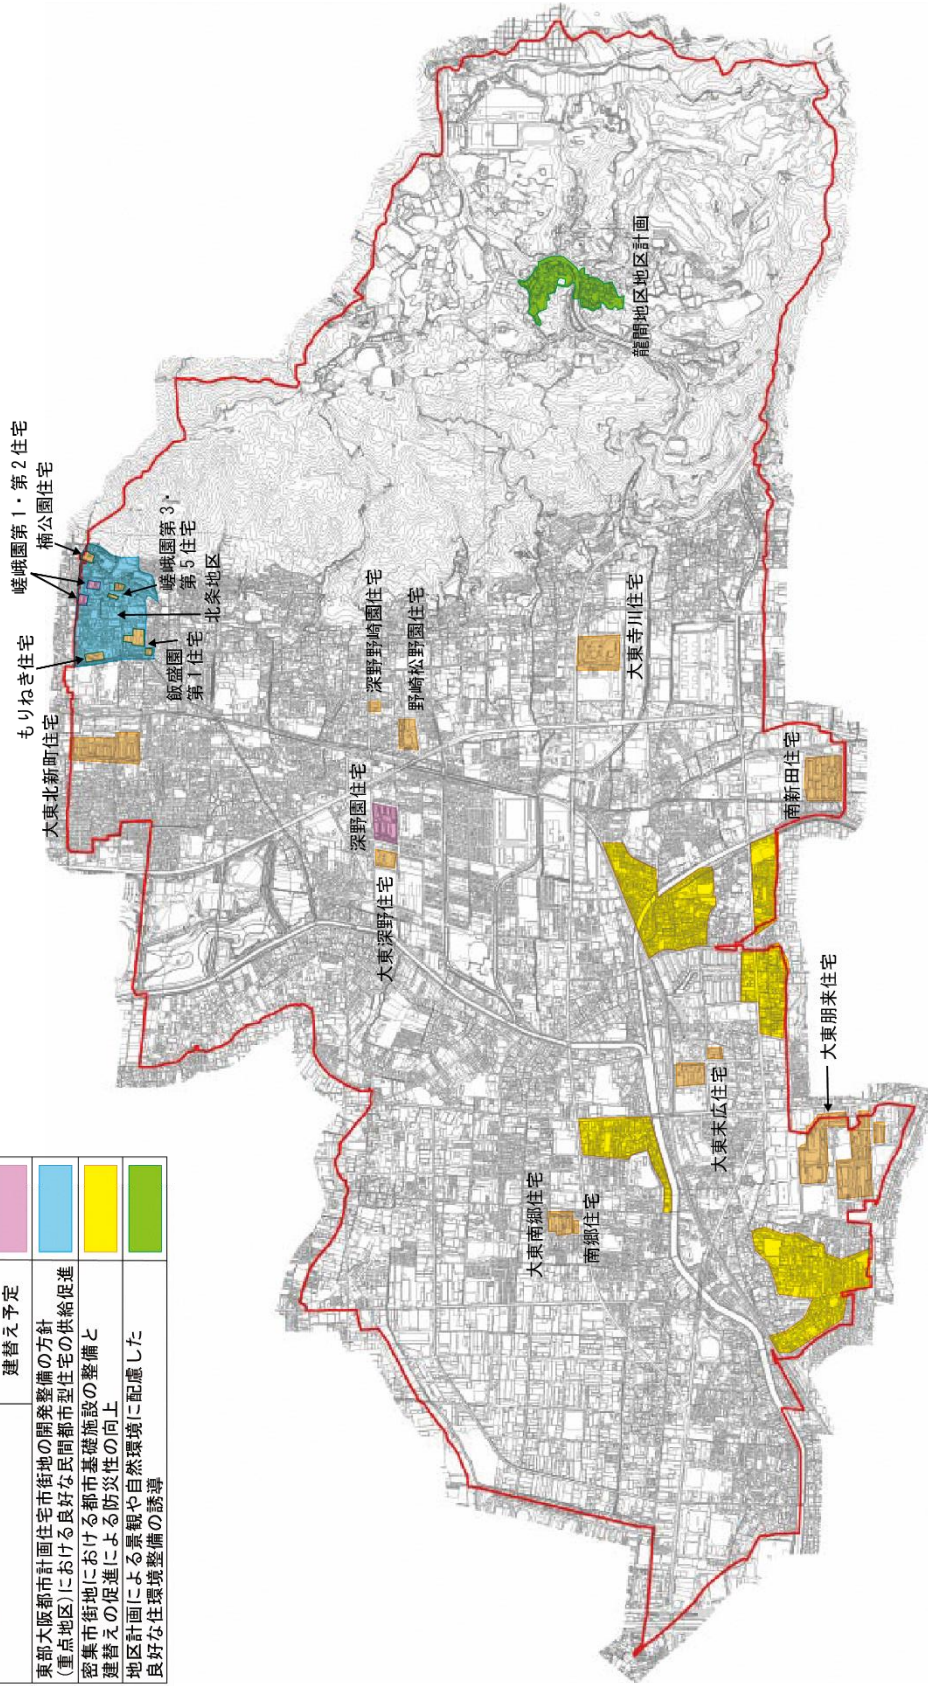 嵯峨園第1・第2住宅
楠公園住宅
もりねき住宅
大東北新町住宅
嵯峨園第3・
第5住宅
北条地区
飯盛園
第1住宅
深野野崎園住宅
野崎松野園住宅
深野園住宅
大東深野住宅
龍間地区地区計画
大東寺川住宅
南新田住宅
大東朋来住宅
大東末広住宅
大東南郷住宅
南郷住宅
建替え予定
東部大阪都市計画住宅市街地の開発整備の方針
(重点地区)における良好な民間都市型住宅の供給促進
密集市街地における都市基礎施設の整備と
建替えの促進による防災性の向上
地区計画による景観や自然環境に配慮した
良好な住環境整備の誘導